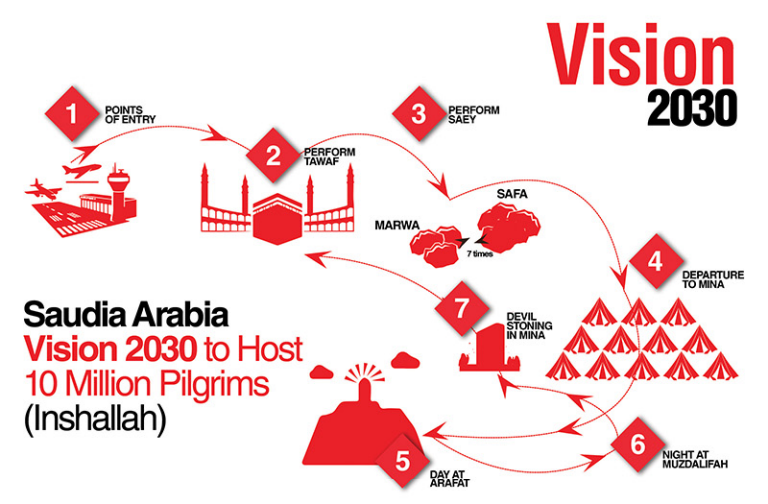 Vision
2030
1
POINTS
OF ENTRY
2
PERFORM
TAWAF
3
PERFORM
SAEY
SAFA
MARWA
7 times
4
DEPARTURE
TO MINA
7
DEVIL
STONING
IN MINA
Saudia Arabia
Vision 2030 to Host
10 Million Pilgrims
(Inshallah)
5
DAY AT
ARAFAT
6
NIGHT AT
MUZDALIFAH